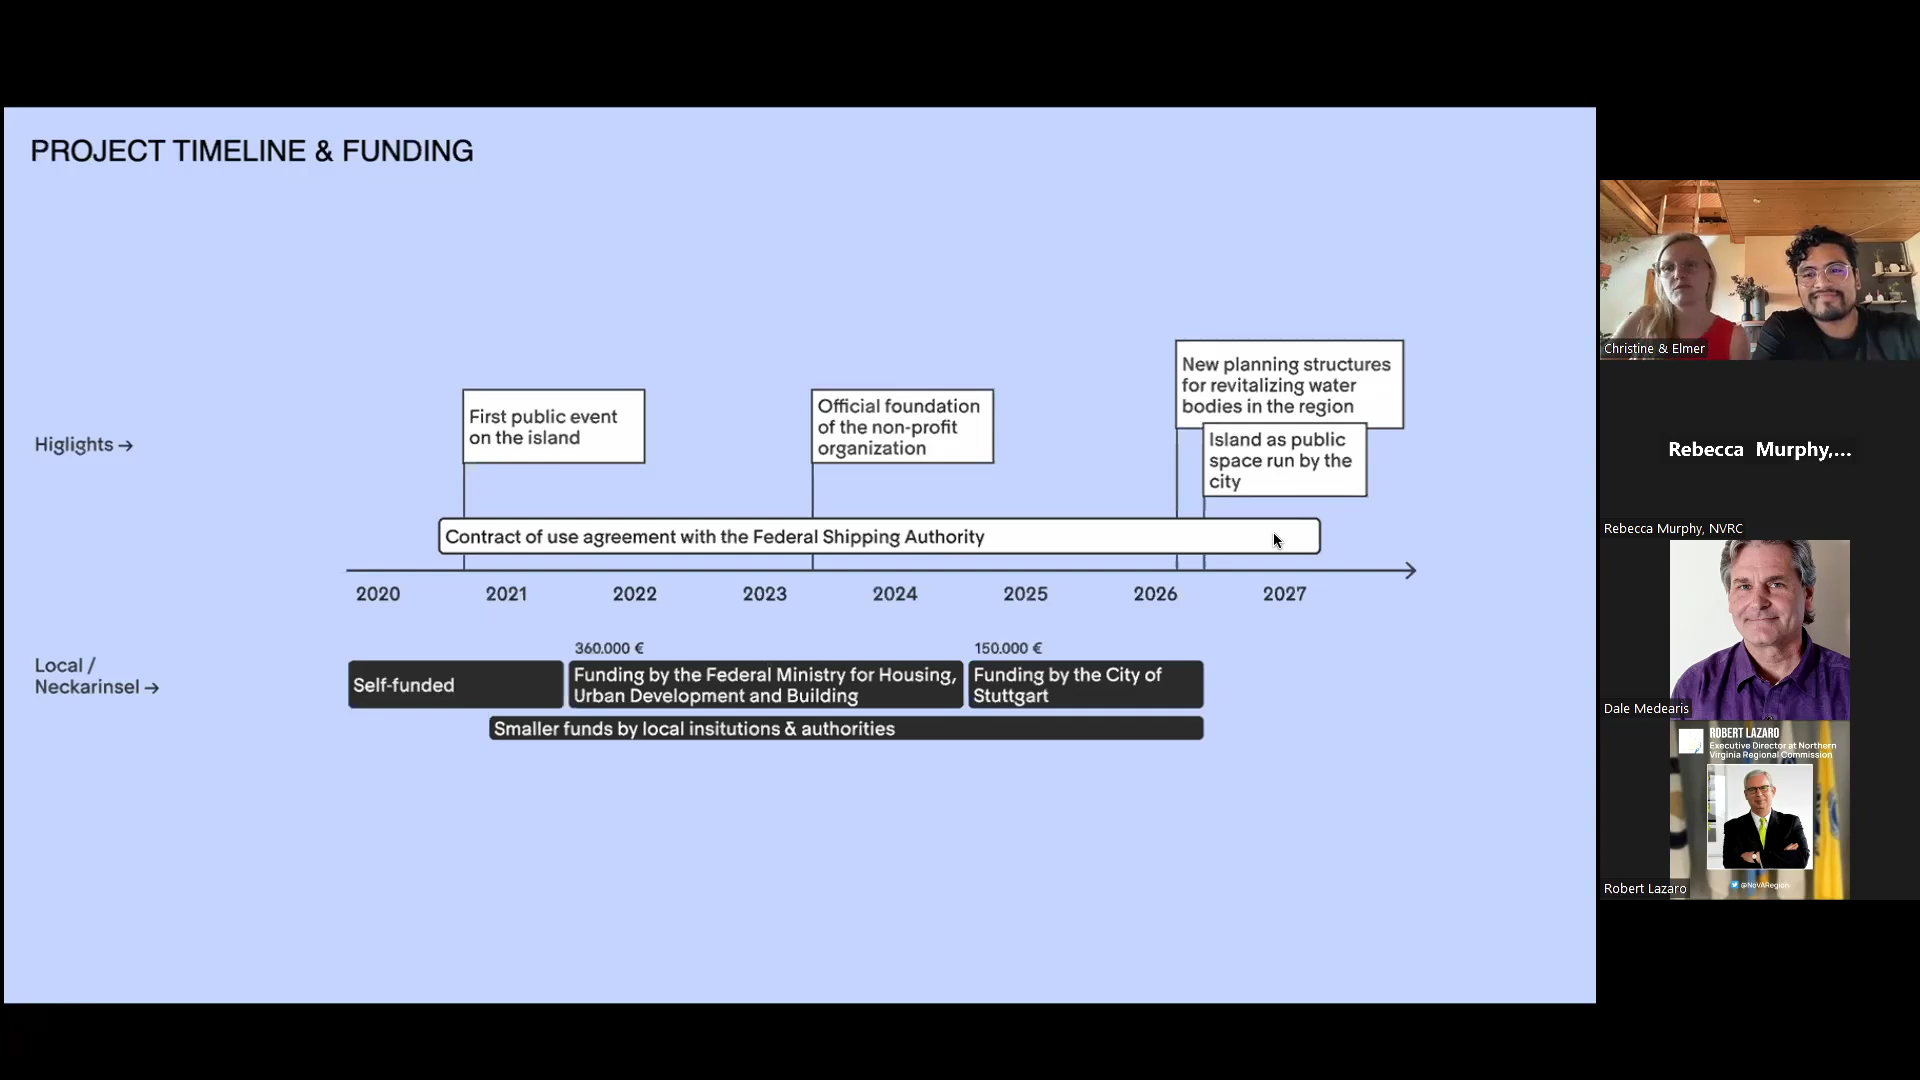 PROJECT TIMELINE & FUNDING
Higlights →
First public event
on the island
Official foundation
of the non-profit
organization
New planning structures
for revitalizing water
bodies in the region
Island as public
space run by the
city
Contract of use agreement with the Federal Shipping Authority
2020 2021 2022 2023 2024 2025 2026 2027
Local /
Neckarinsel →
Self-funded
360.000 €
Funding by the Federal Ministry for Housing,
Urban Development and Building
150.000 €
Funding by the City of
Stuttgart
Smaller funds by local insitutions & authorities
Christine & Elmer
Rebecca Murphy,...
Rebecca Murphy, NVRC
Dale Medearis
ROBERT LAZARO
Executive Director at Northern
Virginia Regional Commission
@NoVARegion
Robert Lazaro